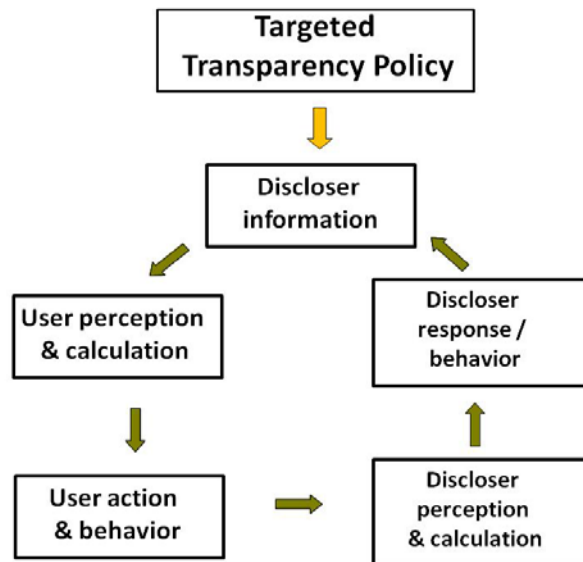 Targeted
Transparency Policy
Discloser
information
User perception
& calculation
User action
& behavior
Discloser
perception
& calculation
Discloser
response /
behavior